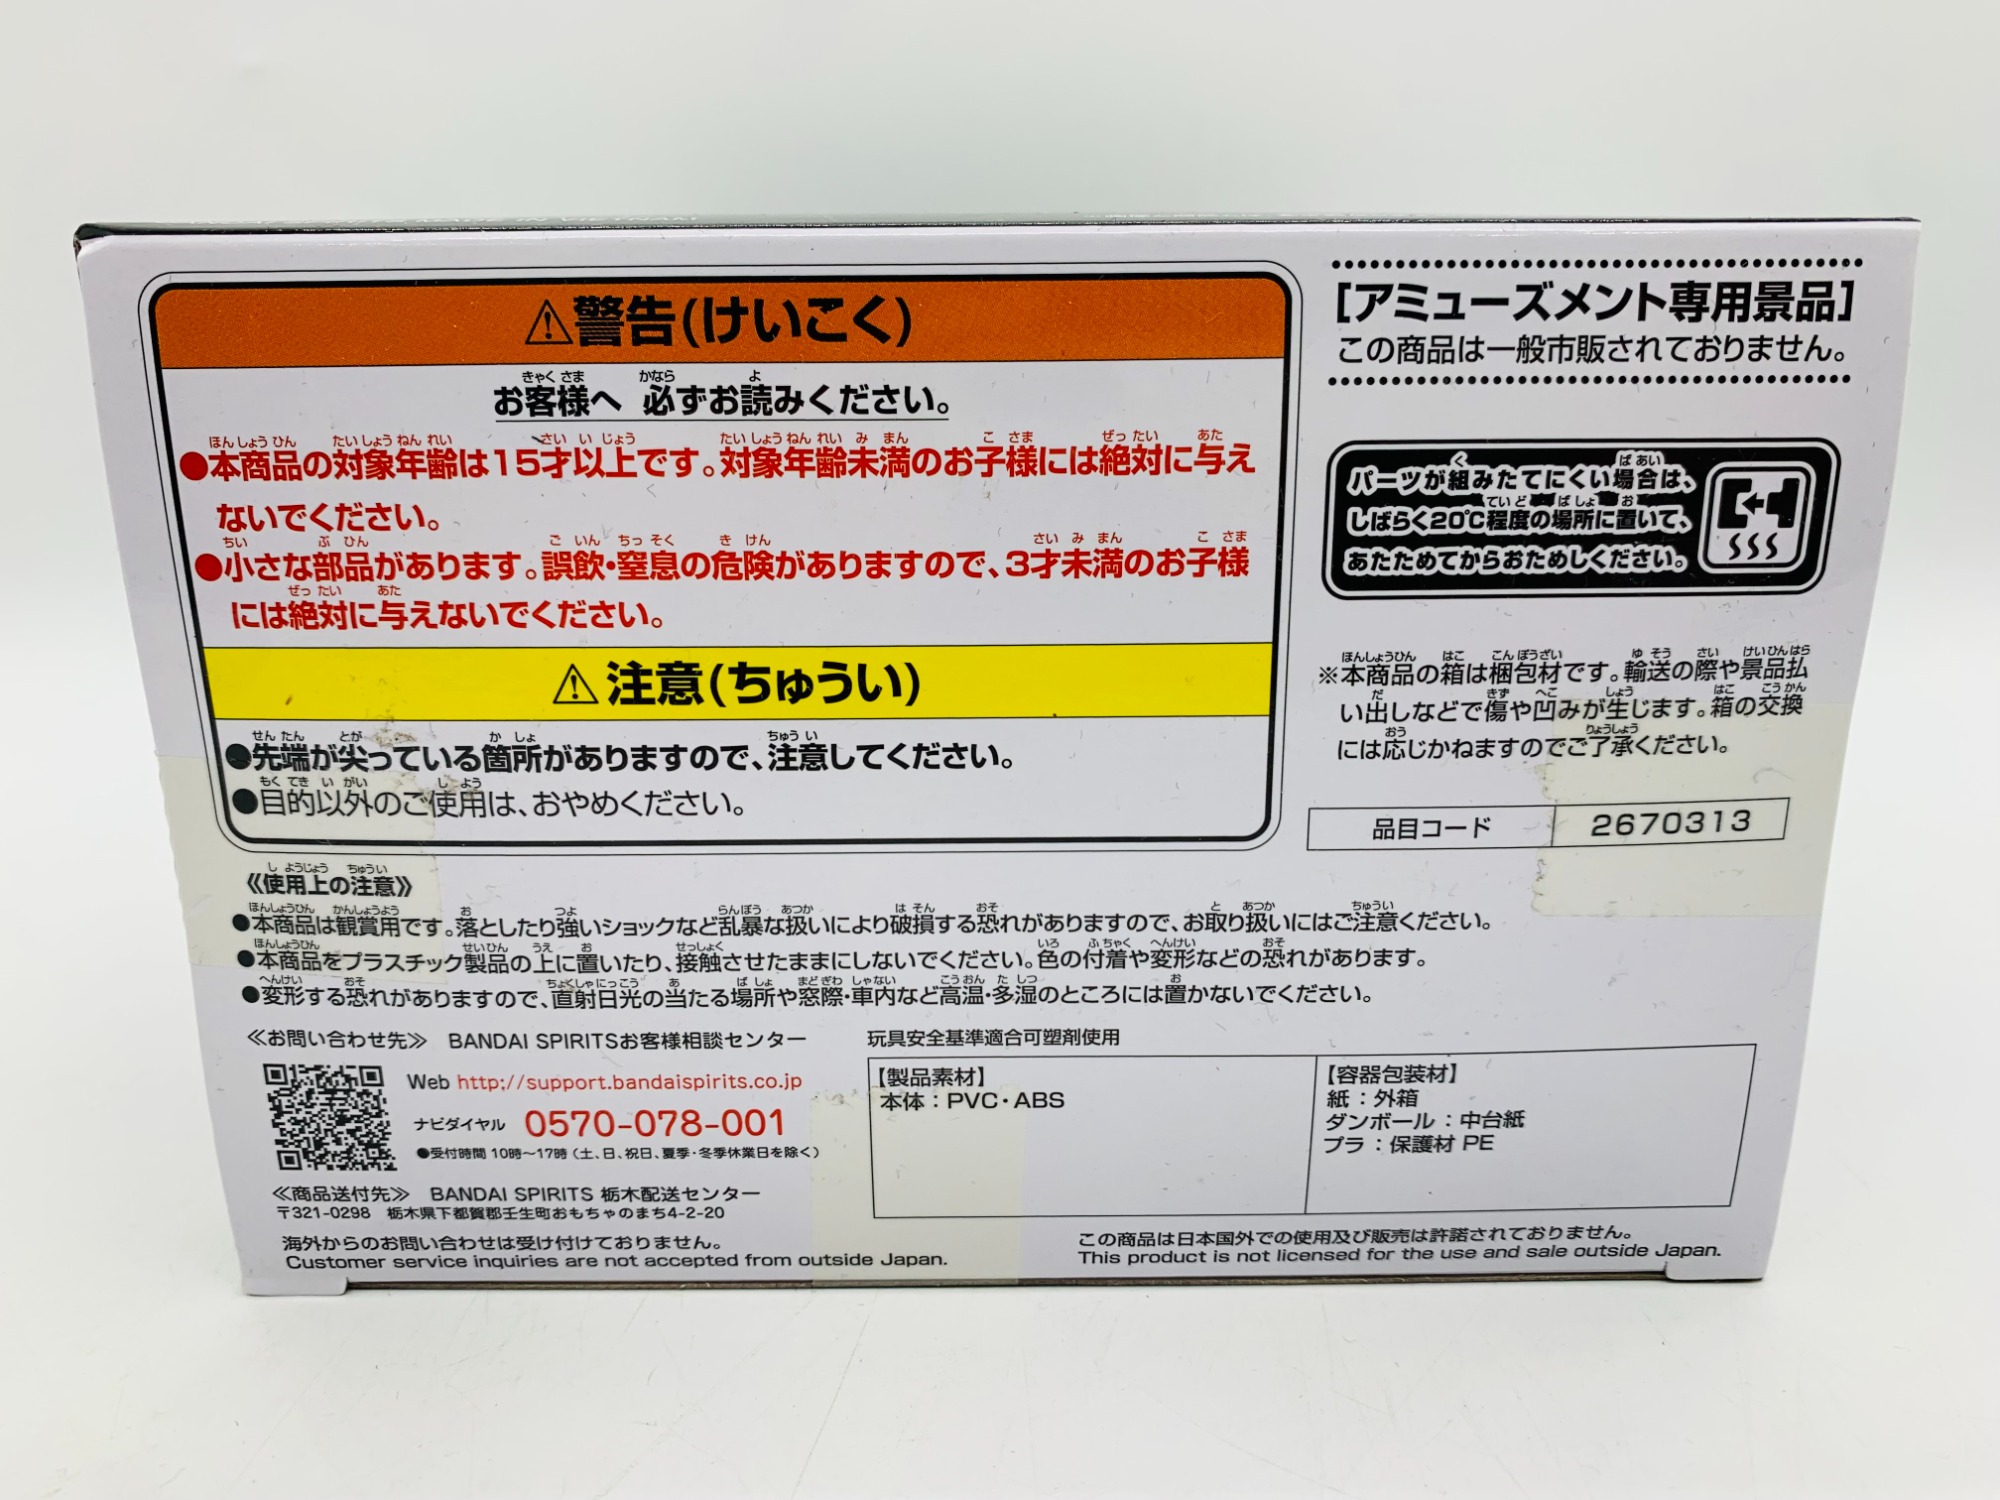 ⚠警告(けいこく)
お客様へ 必ずお読みください。
●本商品の対象年齢は15才以上です。対象年齢未満のお子様には絶対に与え
ないでください。
●小さな部品があります。誤飲・窒息の危険がありますので、3才未満のお子様
には絶対に与えないでください。
⚠注意(ちゅうい)
●先端が尖っている箇所がありますので、注意してください。
●目的以外のご使用は、おやめください。
[アミューズメント専用景品]
この商品は一般市販されておりません。
パーツが組みたてにくい場合は、
しばらく20℃程度の場所に置いて、
あたためてからおためしください。
※本商品の箱は梱包材です。輸送の際や景品払
い出しなどで傷や凹みが生じます。箱の交換
には応じかねますのでご了承ください。
品目コード 2670313
《使用上の注意》
●本商品は観賞用です。落としたり強いショックなど乱暴な扱いにより破損する恐れがありますので、お取り扱いにはご注意ください。
●本商品をプラスチック製品の上に置いたり、接触させたままにしないでください。色の付着や変形などの恐れがあります。
●変形する恐れがありますので、直射日光の当たる場所や窓際・車内など高温・多湿のところには置かないでください。
≪お問い合わせ先≫ BANDAI SPIRITSお客様相談センター
Web http://support.bandaispirits.co.jp
ナビダイヤル 0570-078-001
●受付時間 10時～17時 (土、日、祝日、夏季・冬季休業日を除く)
≪商品送付先≫ BANDAI SPIRITS 栃木配送センター
〒321-0298 栃木県下都賀郡壬生町おもちゃのまち4-2-20
海外からのお問い合わせは受け付けておりません。
Customer service inquiries are not accepted from outside Japan.
玩具安全基準適合可塑剤使用
【製品素材】
本体：PVC・ABS
【容器包装材】
紙：外箱
ダンボール：中台紙
プラ：保護材 PE
この商品は日本国外での使用及び販売は許諾されておりません。
This product is not licensed for the use and sale outside Japan.